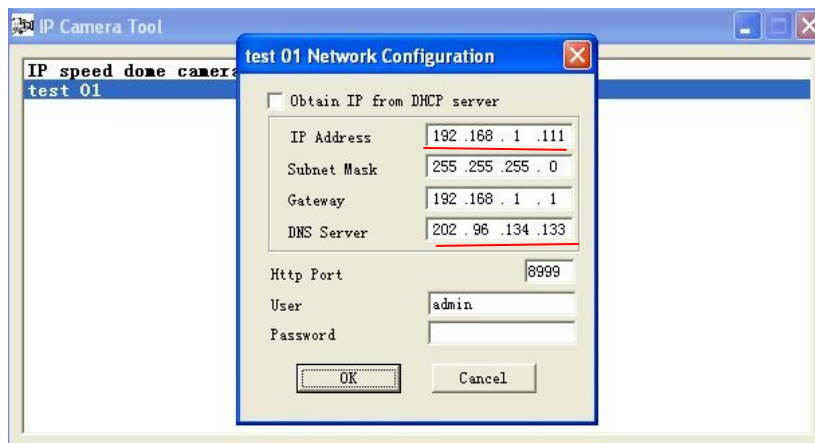 IP Camera Tool
test 01 Network Configuration
IP speed dome camera
test 01
Obtain IP from DHCP server
IP Address 192 .168 . 1 .111
Subnet Mask 255 .255 .255 . 0
Gateway 192 .168 . 1 . 1
DNS Server 202 . 96 .134 .133
Http Port 8999
User admin
Password
OK Cancel